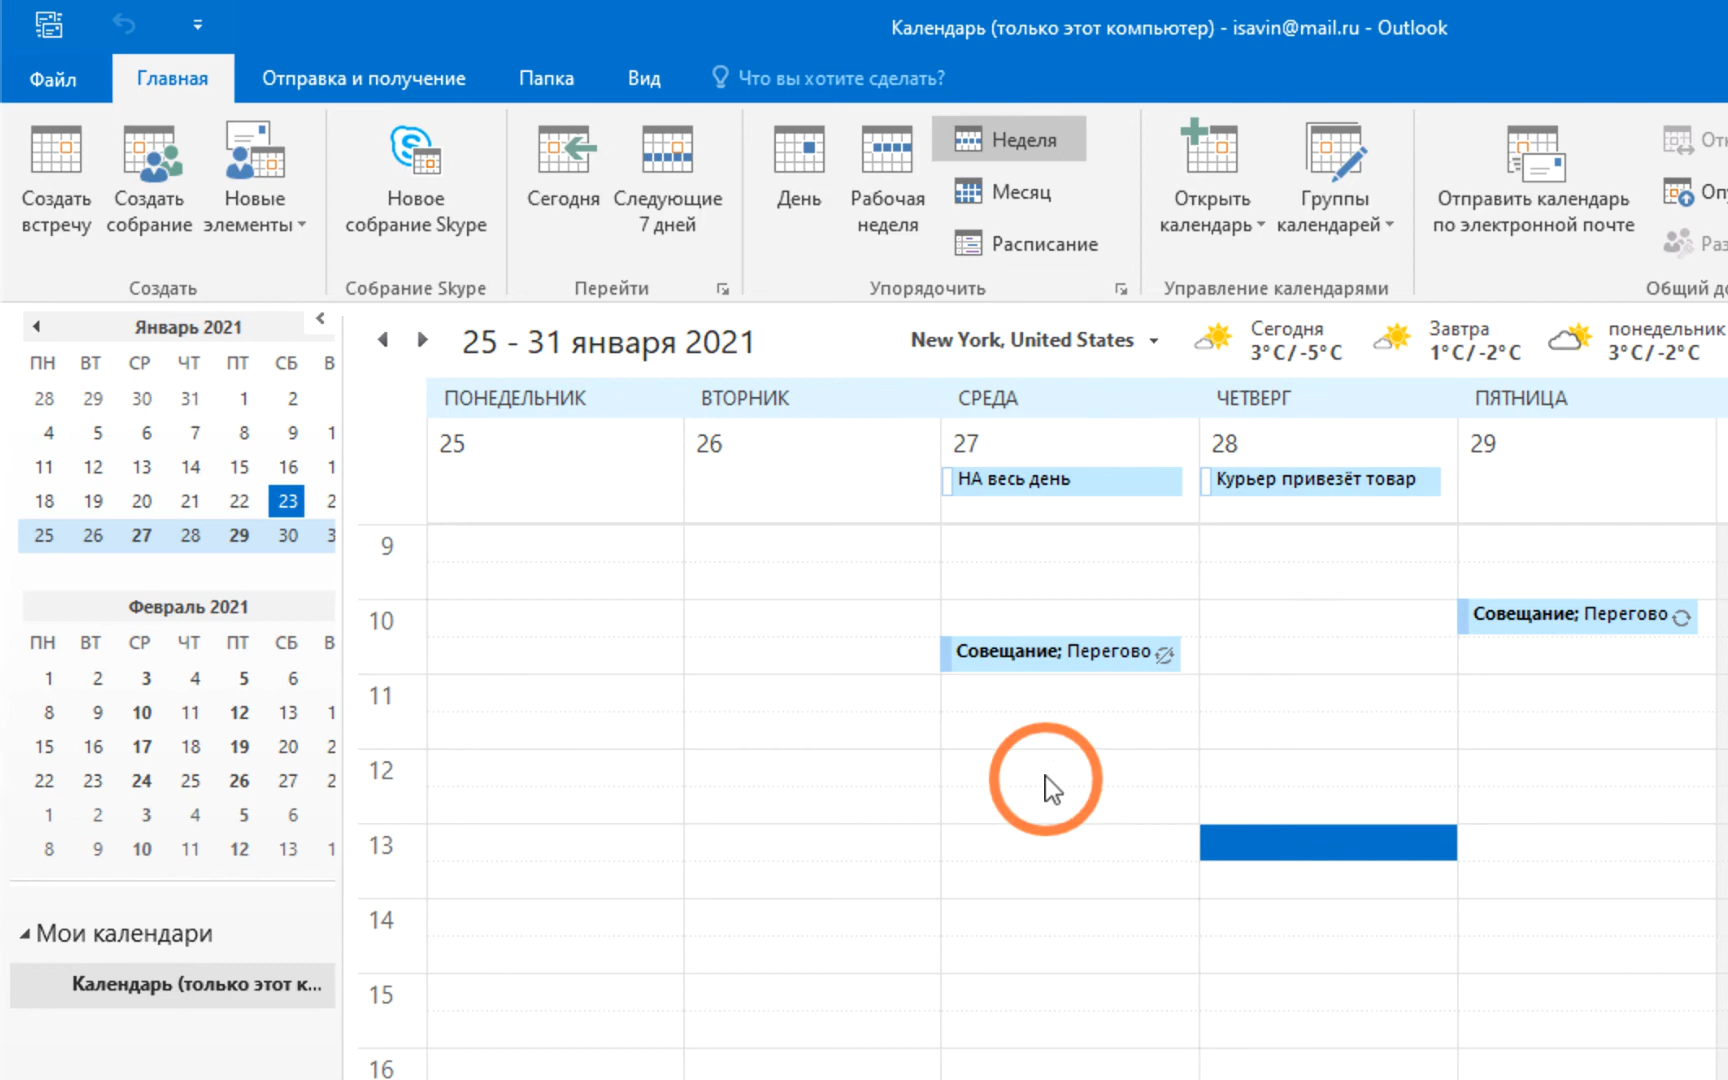 Календарь (только этот компьютер) - isavin@mail.ru - Outlook
Файл Главная Отправка и получение Папка Вид Что вы хотите сделать?
Создать встречу
Создать собрание
Новые элементы
Создать
Новое собрание Skype
Собрание Skype
Сегодня
Следующие 7 дней
Перейти
День
Рабочая неделя
Неделя
Месяц
Расписание
Упорядочить
Открыть календарь
Группы календарей
Управление календарями
Отправить календарь по электронной почте
Общий
Январь 2021
ПН ВТ СР ЧТ ПТ СБ В
28 29 30 31 1 2
4 5 6 7 8 9 1
11 12 13 14 15 16 1
18 19 20 21 22 23 2
25 26 27 28 29 30 3
Февраль 2021
ПН ВТ СР ЧТ ПТ СБ В
1 2 3 4 5 6
8 9 10 11 12 13 1
15 16 17 18 19 20 2
22 23 24 25 26 27 2
1 2 3 4 5 6
8 9 10 11 12 13 1
Мои календари
Календарь (только этот к...
25 - 31 января 2021
New York, United States
Сегодня
3°C/-5°C
Завтра
1°C/-2°C
понедельник
3°C/-2°C
ПОНЕДЕЛЬНИК ВТОРНИК СРЕДА ЧЕТВЕРГ ПЯТНИЦА
25 26 27 28 29
НА весь день Курьер привезёт товар
9
10
Совещание; Перегово
Совещание; Перегово
11
12
13
14
15
16